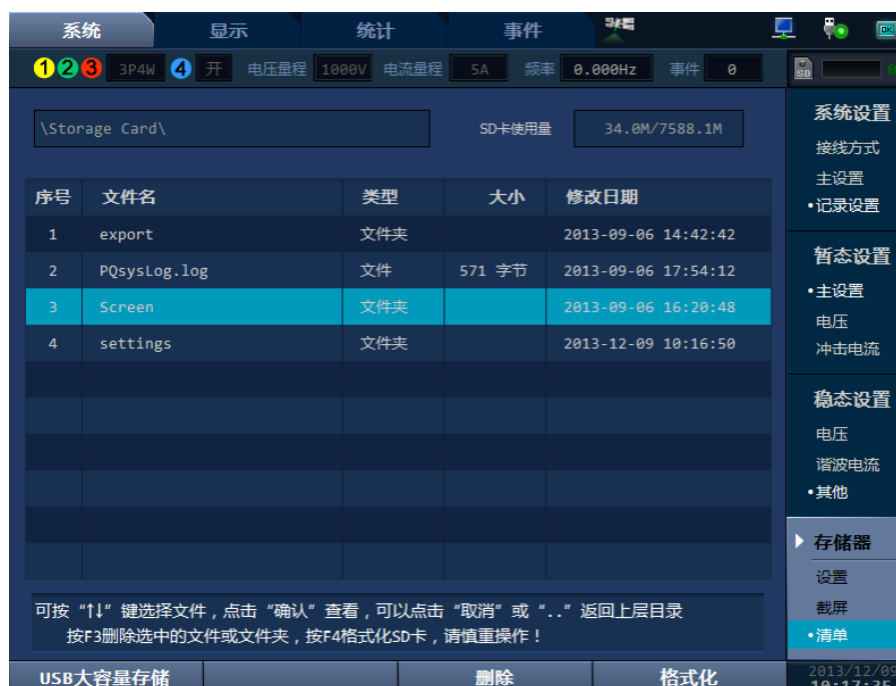 系统 显示 统计 事件
1 2 3 3P4W 4 开 电压量程 1000V 电流量程 5A 频率 0.000Hz 事件 0 SD
\Storage Card\ SD卡使用量 34.0M/7588.1M
序号 文件名 类型 大小 修改日期
1 export 文件夹 2013-09-06 14:42:42
2 PQsysLog.log 文件 571 字节 2013-09-06 17:54:12
3 Screen 文件夹 2013-09-06 16:20:48
4 settings 文件夹 2013-12-09 10:16:50
可按“↑↓”键选择文件，点击“确认”查看，可以点击“取消”或“..”返回上层目录
按F3删除选中的文件或文件夹，按F4格式化SD卡，请慎重操作！
USB大容量存储 删除 格式化
OK
系统设置
接线方式
主设置
•记录设置
暂态设置
•主设置
电压
冲击电流
稳态设置
电压
谐波电流
•其他
存储器
设置
截屏
•清单
2013/12/09